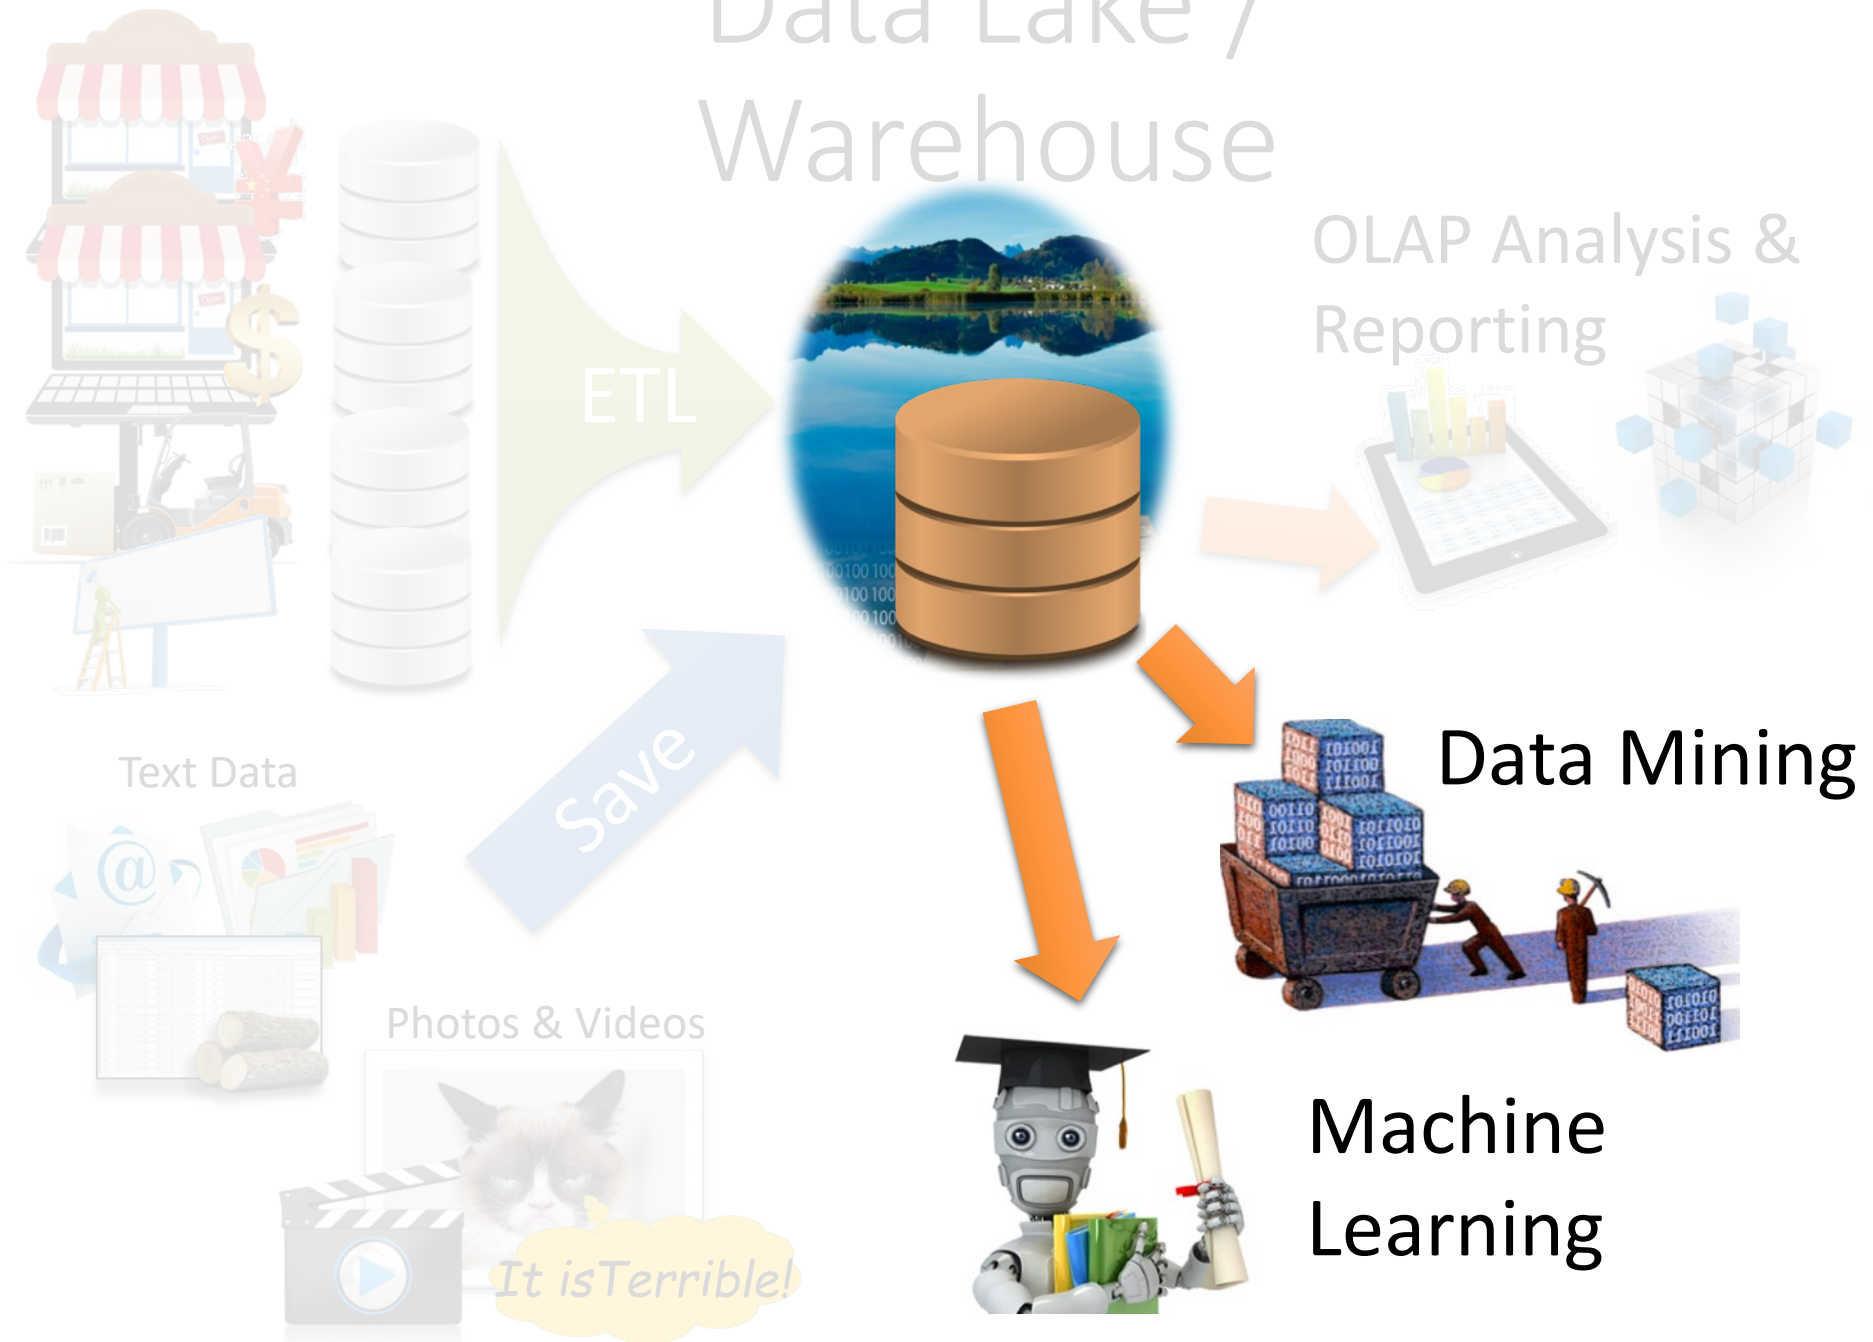 Data Lake /
Warehouse
OLAP Analysis &
Reporting
ETL
Save
Text Data
@
Photos & Videos
It isTerrible!
Data Mining
Machine
Learning